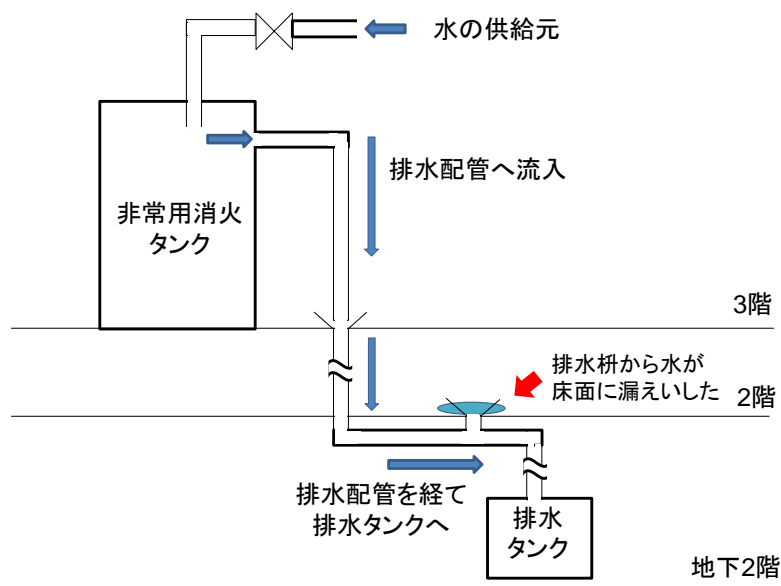 水の供給元
排水配管へ流入
非常用消火
タンク
3階
排水枡から水が
床面に漏えいした
2階
排水配管を経て
排水タンクへ
排水
タンク
地下2階